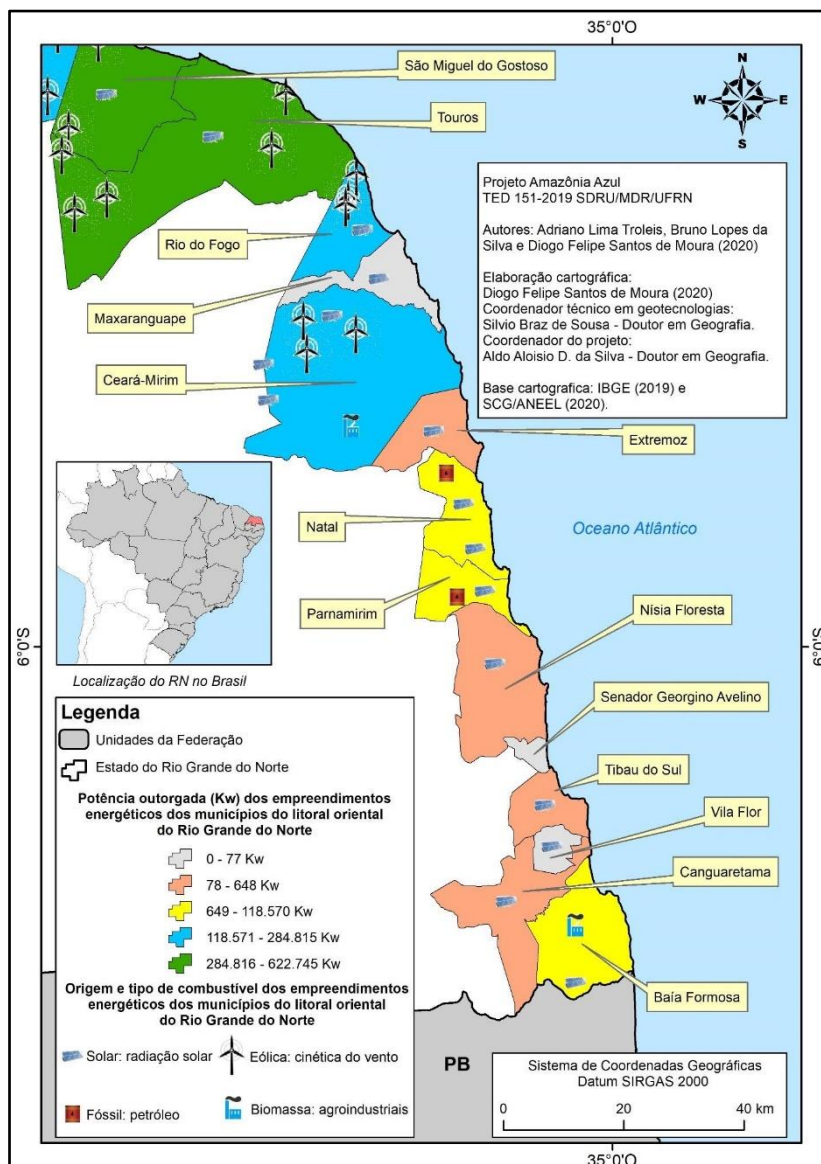 35°0'O
São Miguel do Gostoso
N
W
E
S
Touros
Projeto Amazônia Azul
TED 151-2019 SDRU/MDR/UFRN
Autores: Adriano Lima Troleis, Bruno Lopes da
Silva e Diogo Felipe Santos de Moura (2020)
Elaboração cartográfica:
Diogo Felipe Santos de Moura (2020)
Coordenador técnico em geotecnologias:
Silvio Braz de Sousa - Doutor em Geografia.
Coordenador do projeto:
Aldo Aloisio D. da Silva - Doutor em Geografia.
Base cartografica: IBGE (2019) e
SCG/ANEEL (2020).
Rio do Fogo
Maxaranguape
Ceará-Mirim
Extremoz
Natal
Oceano Atlântico
Parnamirim
Nísia Floresta
6°0'S
6°0'S
Localização do RN no Brasil
Senador Georgino Avelino
Tibau do Sul
Vila Flor
Canguaretama
Baía Formosa
Legenda
Unidades da Federação
Estado do Rio Grande do Norte
Potência outorgada (Kw) dos empreendimentos
energéticos dos municípios do litoral oriental
do Rio Grande do Norte
0 - 77 Kw
78 - 648 Kw
649 - 118.570 Kw
118.571 - 284.815 Kw
284.816 - 622.745 Kw
Origem e tipo de combustível dos empreendimentos
energéticos dos municípios do litoral oriental
do Rio Grande do Norte
Solar: radiação solar
Eólica: cinética do vento
Fóssil: petróleo
Biomassa: agroindustriais
PB
Sistema de Coordenadas Geográficas
Datum SIRGAS 2000
0 20 40 km
35°0'O